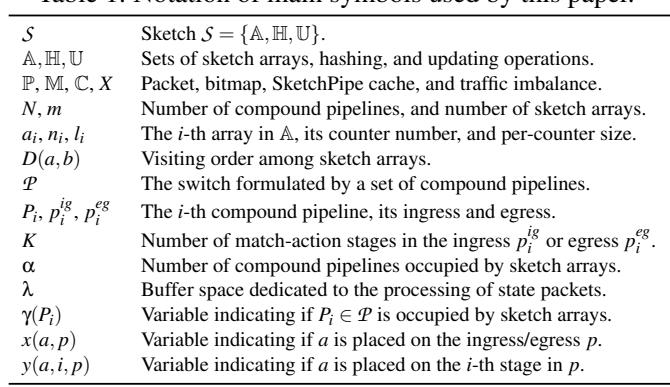 Table 1: Notation of main symbols used by this paper.
𝒮 Sketch 𝒮 = {𝔸,ℍ,𝕌}.
𝔸,ℍ,𝕌 Sets of sketch arrays, hashing, and updating operations.
ℙ, 𝕄, ℂ, X Packet, bitmap, SketchPipe cache, and traffic imbalance.
N, m Number of compound pipelines, and number of sketch arrays.
a_i, n_i, l_i The i-th array in 𝔸, its counter number, and per-counter size.
D(a,b) Visiting order among sketch arrays.
𝒫 The switch formulated by a set of compound pipelines.
P_i, p_i^{ig}, p_i^{eg} The i-th compound pipeline, its ingress and egress.
K Number of match-action stages in the ingress p_i^{ig} or egress p_i^{eg}.
α Number of compound pipelines occupied by sketch arrays.
λ Buffer space dedicated to the processing of state packets.
γ(P_i) Variable indicating if P_i ∈ 𝒫 is occupied by sketch arrays.
x(a,p) Variable indicating if a is placed on the ingress/egress p.
y(a,i,p) Variable indicating if a is placed on the i-th stage in p.